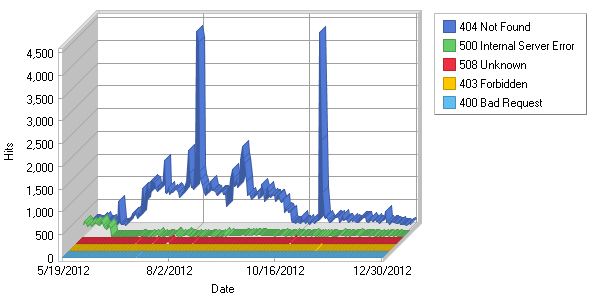 404 Not Found
500 Internal Server Error
508 Unknown
403 Forbidden
400 Bad Request
4,500
4,000
3,500
3,000
2,500
2,000
1,500
1,000
500
0
Hits
5/19/2012 8/2/2012 10/16/2012 12/30/2012
Date